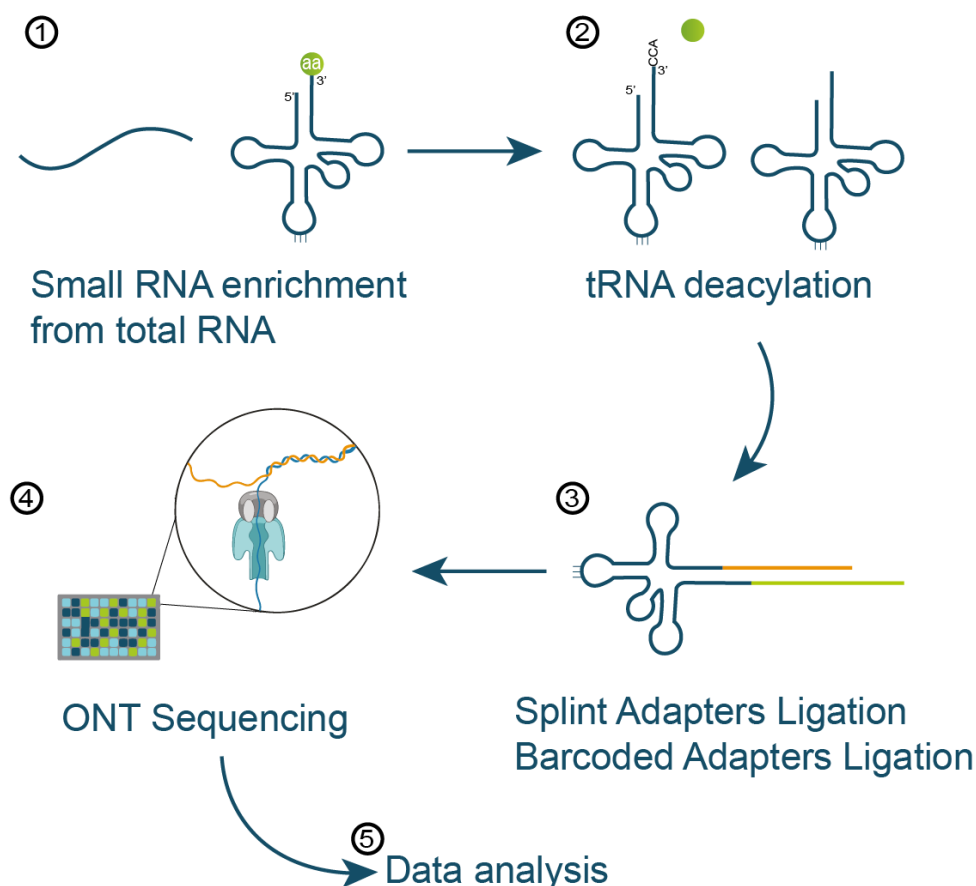 ①
aa
3'
5'
Small RNA enrichment
from total RNA
②
CCA
3'
5'
tRNA deacylation
③
Splint Adapters Ligation
Barcoded Adapters Ligation
④
ONT Sequencing
⑤
Data analysis